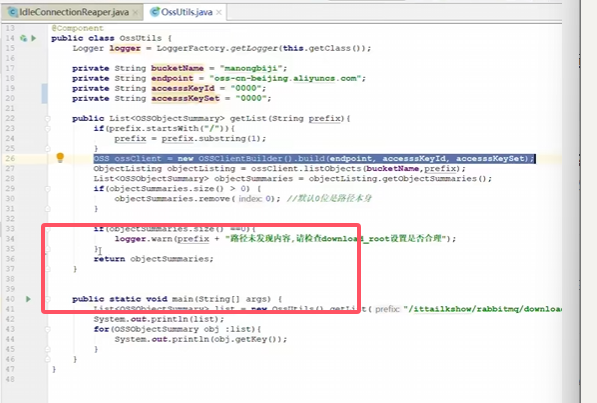 IdleConnectionReaper.java × OssUtils.java ×
13 @Component
14 public class OssUtils {
15 Logger logger = LoggerFactory.getLogger(this.getClass());
16
17 private String bucketName = "manongbiji";
18 private String endpoint = "oss-cn-beijing.aliyuncs.com";
19 private String accesssKeyId = "0000";
20 private String accesssKeySet = "0000";
21
22 public List<OSSObjectSummary> getList(String prefix){
23 if(prefix.startsWith("/")){
24 prefix = prefix.substring(1);
25 }
26 OSS ossClient = new OSSClientBuilder().build(endpoint, accesssKeyId, accesssKeySet);
27 ObjectListing objectListing = ossClient.listObjects(bucketName,prefix);
28 List<OSSObjectSummary> objectSummaries = objectListing.getObjectSummaries();
29 if(objectSummaries.size() > 0) {
30 objectSummaries.remove( index: 0); //默认0位是路径本身
31 }
32
33 if(objectSummaries.size() ==0){
34 logger.warn(prefix + "路径未发现内容,请检查download_root设置是否合理");
35 }
36 return objectSummaries;
37 }
38
39
40 public static void main(String[] args) {
41 List<OSSObjectSummary> list = new OssUtils().getList( prefix: "/ittailkshow/rabbitmq/downloa
42 System.out.println(list);
43 for(OSSObjectSummary obj :list){
44 System.out.println(obj.getKey());
45 }
46 }
47 }
48